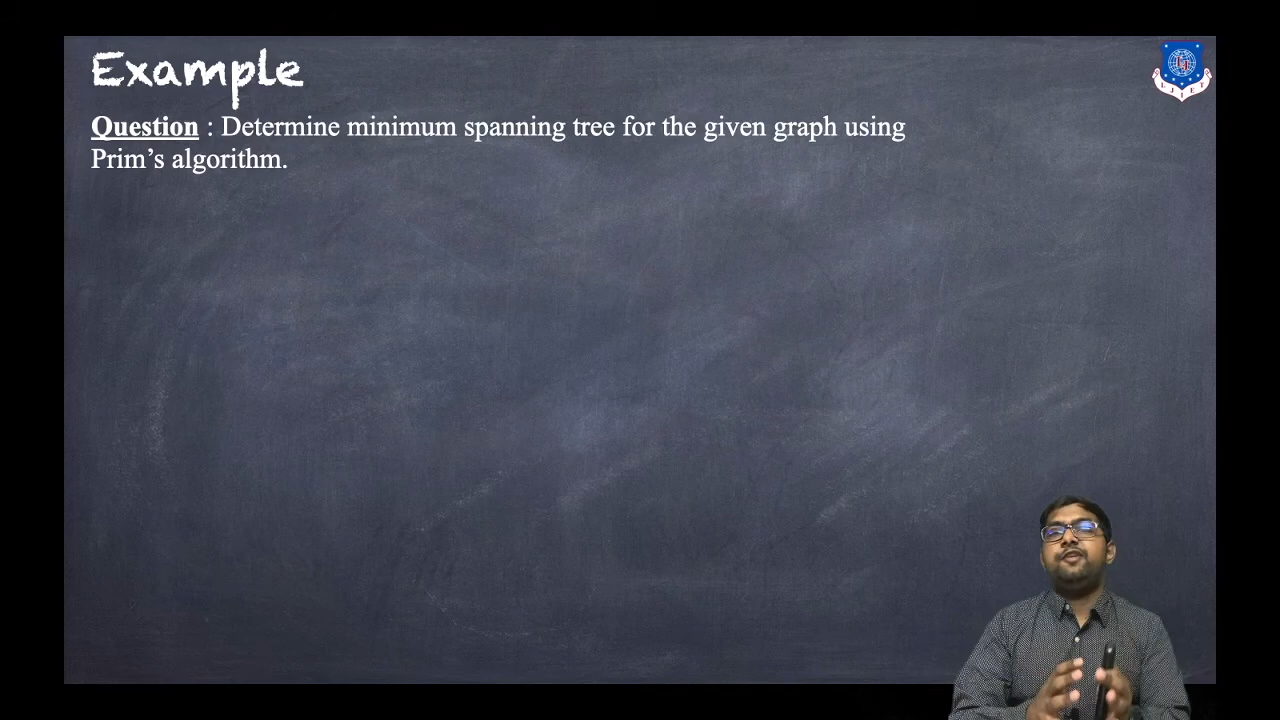 Example
Question : Determine minimum spanning tree for the given graph using
Prim’s algorithm.
L J I E T